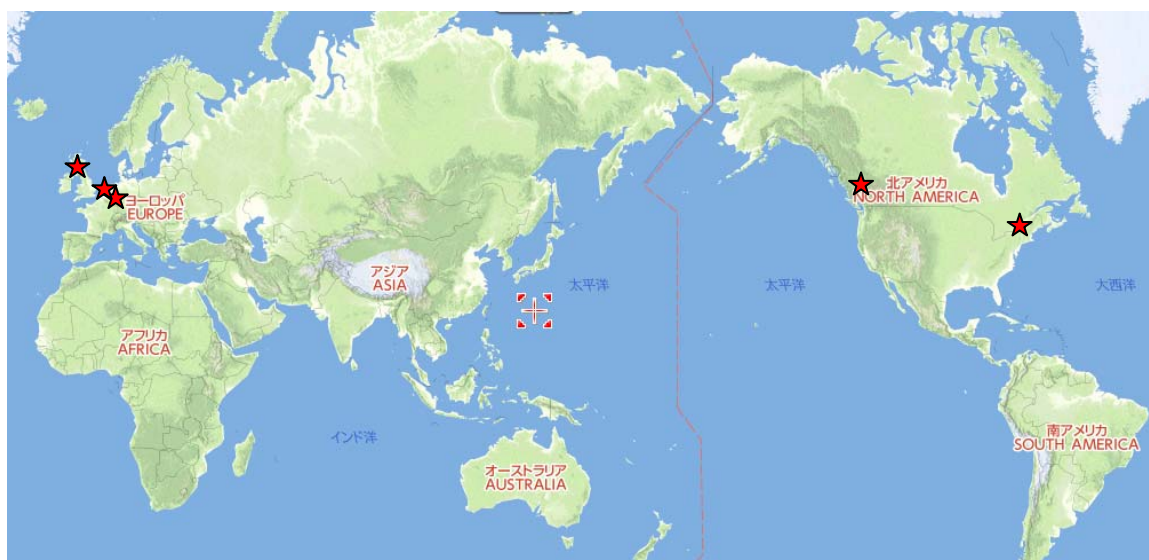 ヨーロッパ
EUROPE
北アメリカ
NORTH AMERICA
アジア
ASIA
太平洋
太平洋
大西洋
アフリカ
AFRICA
インド洋
南アメリカ
SOUTH AMERICA
オーストラリア
AUSTRALIA